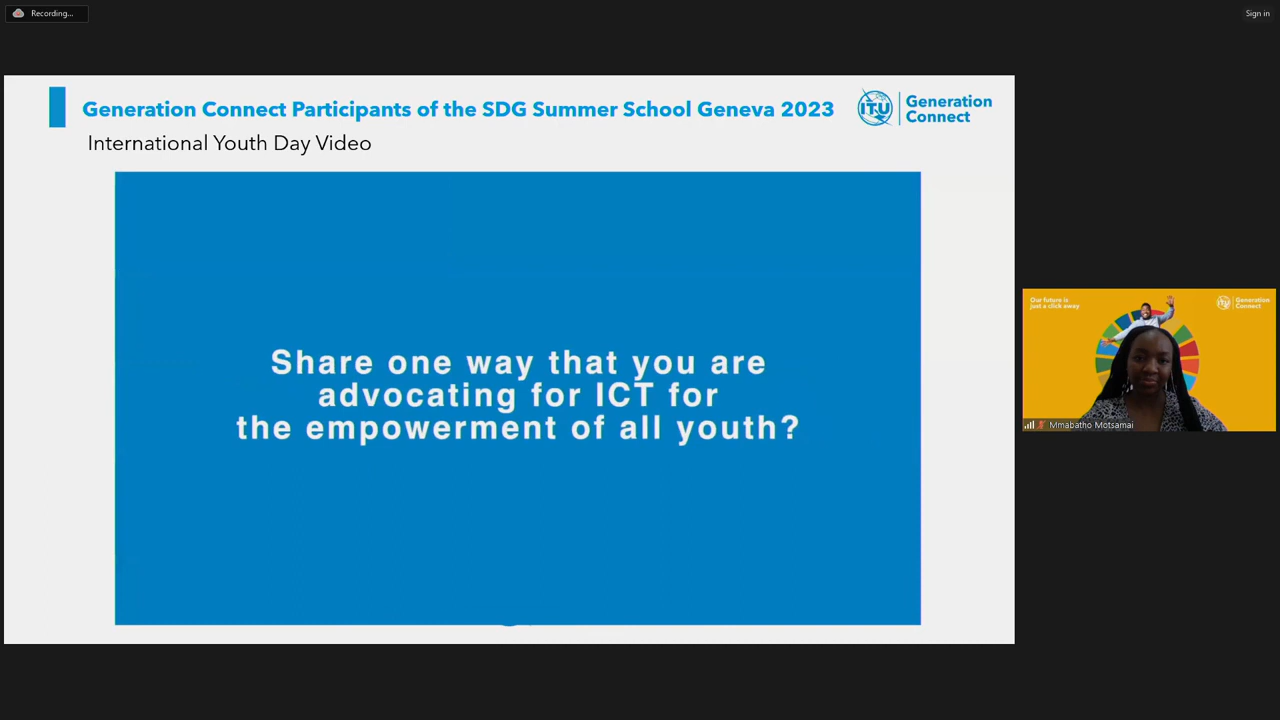 Recording...
Sign in
Generation Connect Participants of the SDG Summer School Geneva 2023
ITU
Generation
Connect
International Youth Day Video
Share one way that you are
advocating for ICT for
the empowerment of all youth?
Our future is
just a click away
Generation
Connect
Mmabatho Motsamai